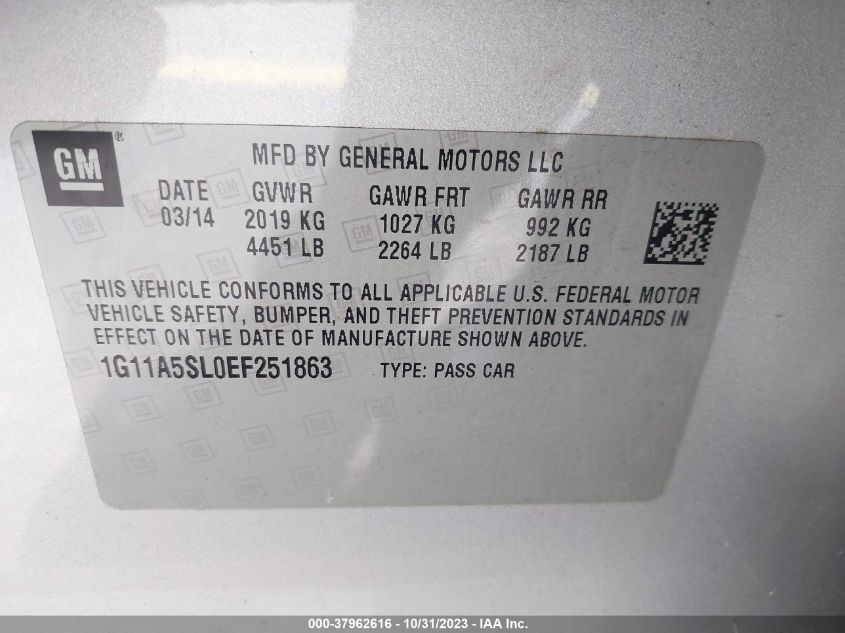 GM ®
MFD BY GENERAL MOTORS LLC
DATE GVWR GAWR FRT GAWR RR
03/14 2019 KG 1027 KG 992 KG
4451 LB 2264 LB 2187 LB
THIS VEHICLE CONFORMS TO ALL APPLICABLE U.S. FEDERAL MOTOR
VEHICLE SAFETY, BUMPER, AND THEFT PREVENTION STANDARDS IN
EFFECT ON THE DATE OF MANUFACTURE SHOWN ABOVE.
1G11A5SL0EF251863 TYPE: PASS CAR
000-37962616 - 10/31/2023 - IAA Inc.